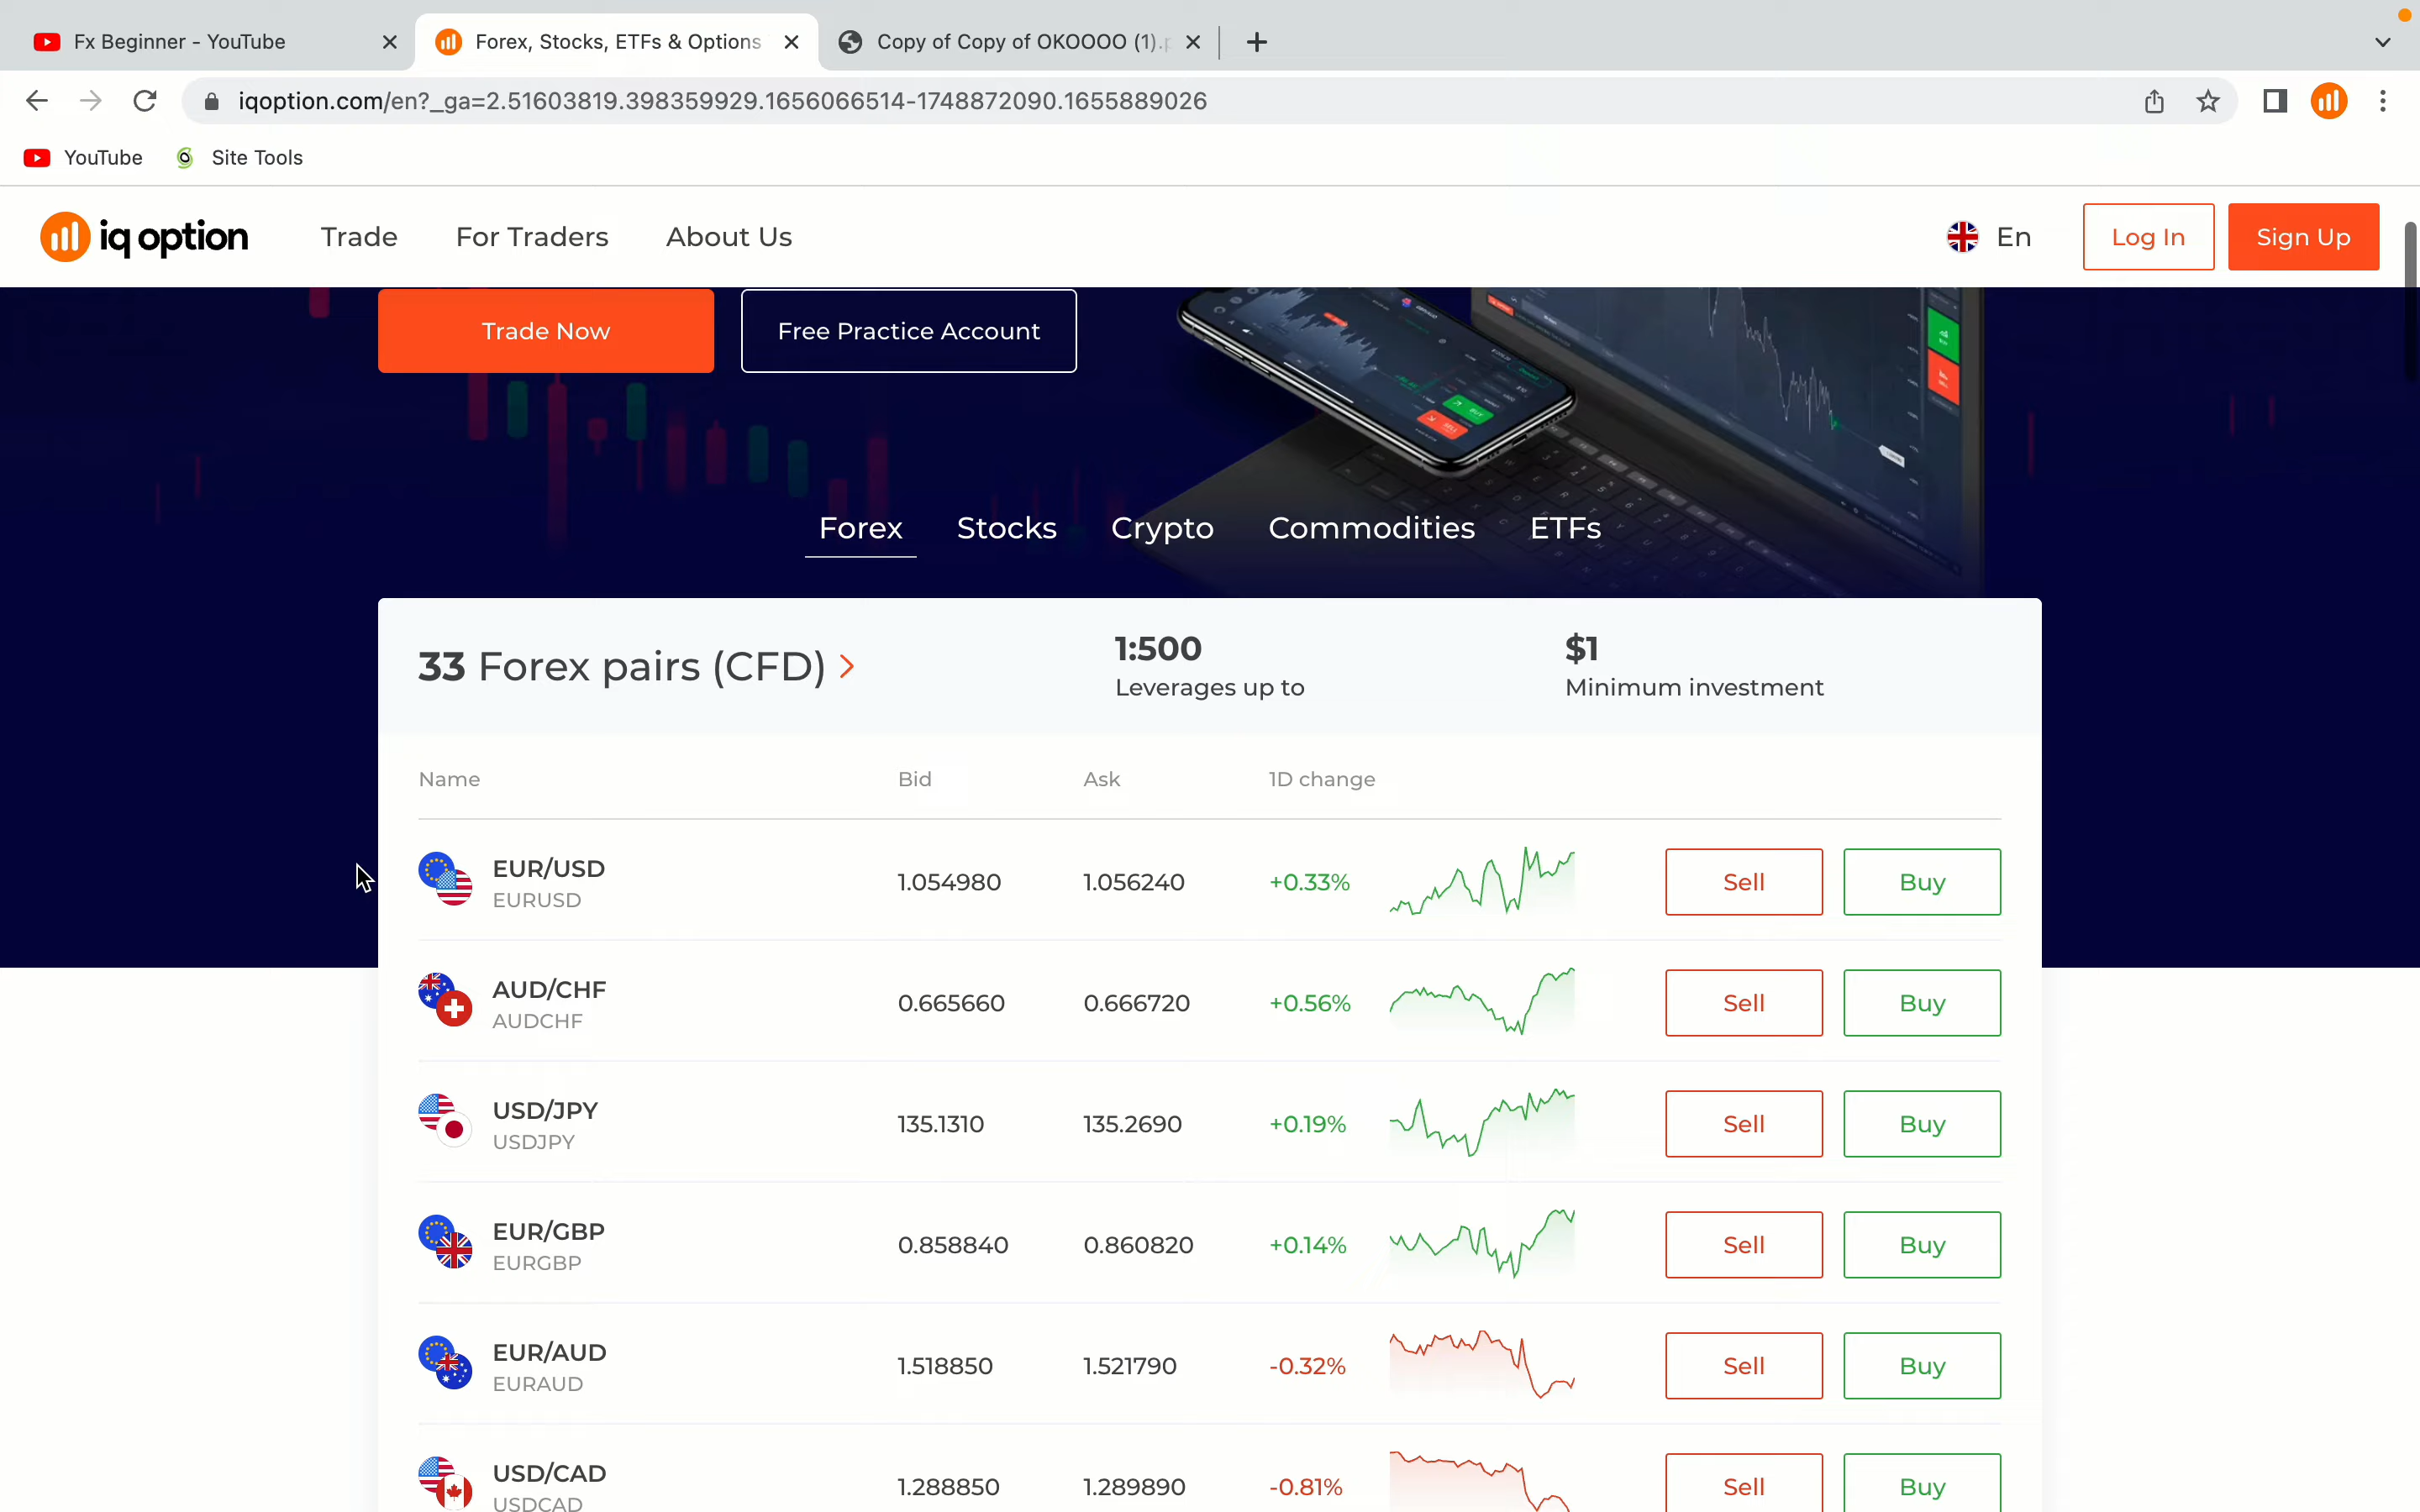 Fx Beginner - YouTube
Forex, Stocks, ETFs & Options
Copy of Copy of OKOOOO (1).p
iqoption.com/en?_ga=2.51603819.398359929.1656066514-1748872090.1655889026
YouTube
Site Tools
iq option
Trade
For Traders
About Us
En
Log In
Sign Up
Trade Now
Free Practice Account
Forex
Stocks
Crypto
Commodities
ETFs
33 Forex pairs (CFD)
1:500
Leverages up to
$1
Minimum investment
Name Bid Ask 1D change
EUR/USD 1.054980 1.056240 +0.33% Sell Buy
EURUSD
AUD/CHF 0.665660 0.666720 +0.56% Sell Buy
AUDCHF
USD/JPY 135.1310 135.2690 +0.19% Sell Buy
USDJPY
EUR/GBP 0.858840 0.860820 +0.14% Sell Buy
EURGBP
EUR/AUD 1.518850 1.521790 -0.32% Sell Buy
EURAUD
USD/CAD 1.288850 1.289890 -0.81% Sell Buy
USDCAD